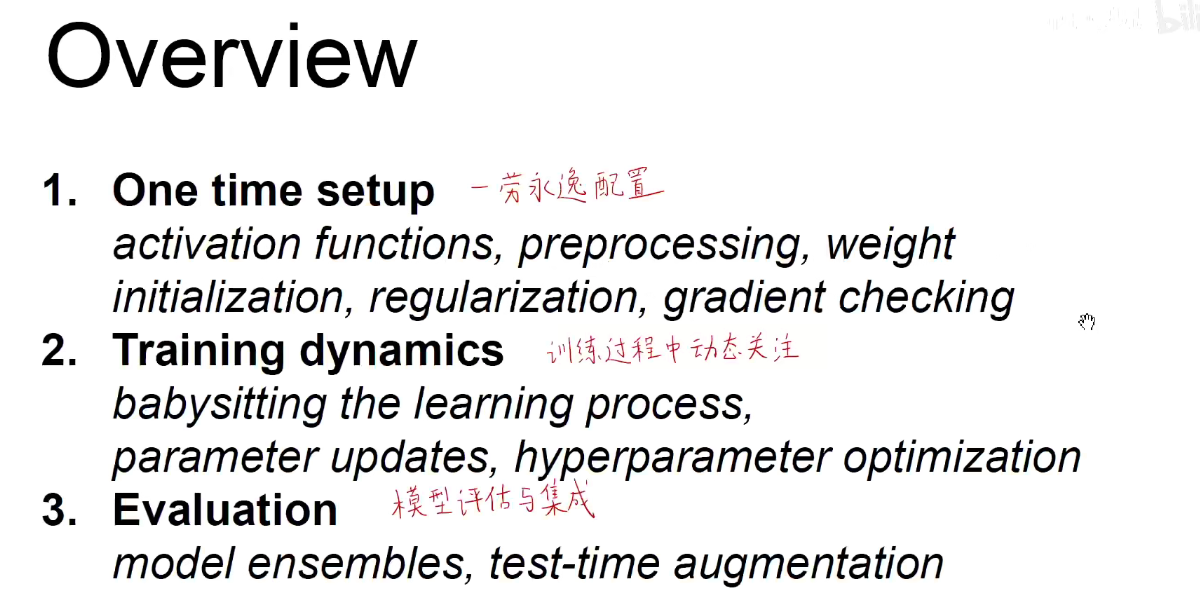 Overview
1. One time setup 一劳永逸配置
activation functions, preprocessing, weight
initialization, regularization, gradient checking
2. Training dynamics 训练过程中动态关注
babysitting the learning process,
parameter updates, hyperparameter optimization
3. Evaluation 模型评估与集成
model ensembles, test-time augmentation